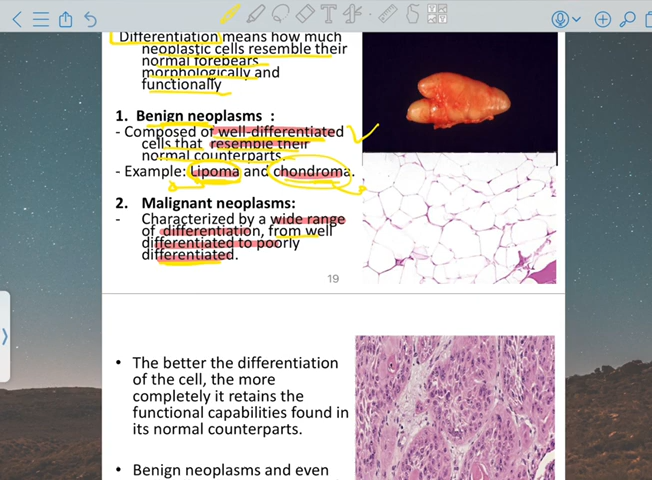 Differentiation means how much
neoplastic cells resemble their
normal forebears
morphologically and
functionally
1. Benign neoplasms :
- Composed of well-differentiated
cells that resemble their
normal counterparts.
- Example: Lipoma and chondroma.
2. Malignant neoplasms:
- Characterized by a wide range
of differentiation, from well
differentiated to poorly
differentiated.
19
• The better the differentiation
of the cell, the more
completely it retains the
functional capabilities found in
its normal counterparts.
• Benign neoplasms and even